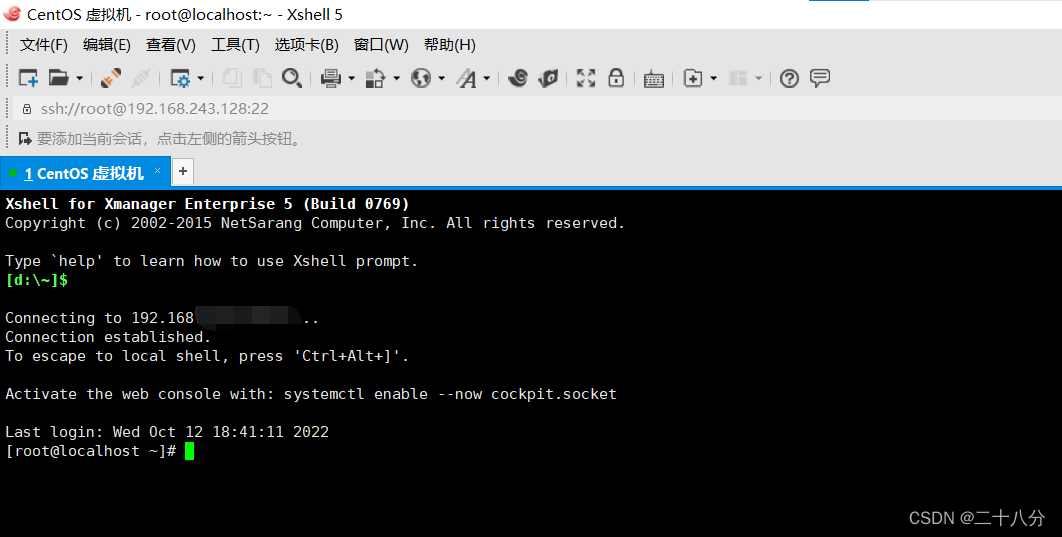 CentOS 虚拟机 - root@localhost:~ - Xshell 5
文件(F) 编辑(E) 查看(V) 工具(T) 选项卡(B) 窗口(W) 帮助(H)
ssh://root@192.168.243.128:22
要添加当前会话，点击左侧的箭头按钮。
1 CentOS 虚拟机 × +
Xshell for Xmanager Enterprise 5 (Build 0769)
Copyright (c) 2002-2015 NetSarang Computer, Inc. All rights reserved.
Type `help' to learn how to use Xshell prompt.
[d:\~]$
Connecting to 192.168 ..
Connection established.
To escape to local shell, press 'Ctrl+Alt+]'.
Activate the web console with: systemctl enable --now cockpit.socket
Last login: Wed Oct 12 18:41:11 2022
[root@localhost ~]#
CSDN @二十八分